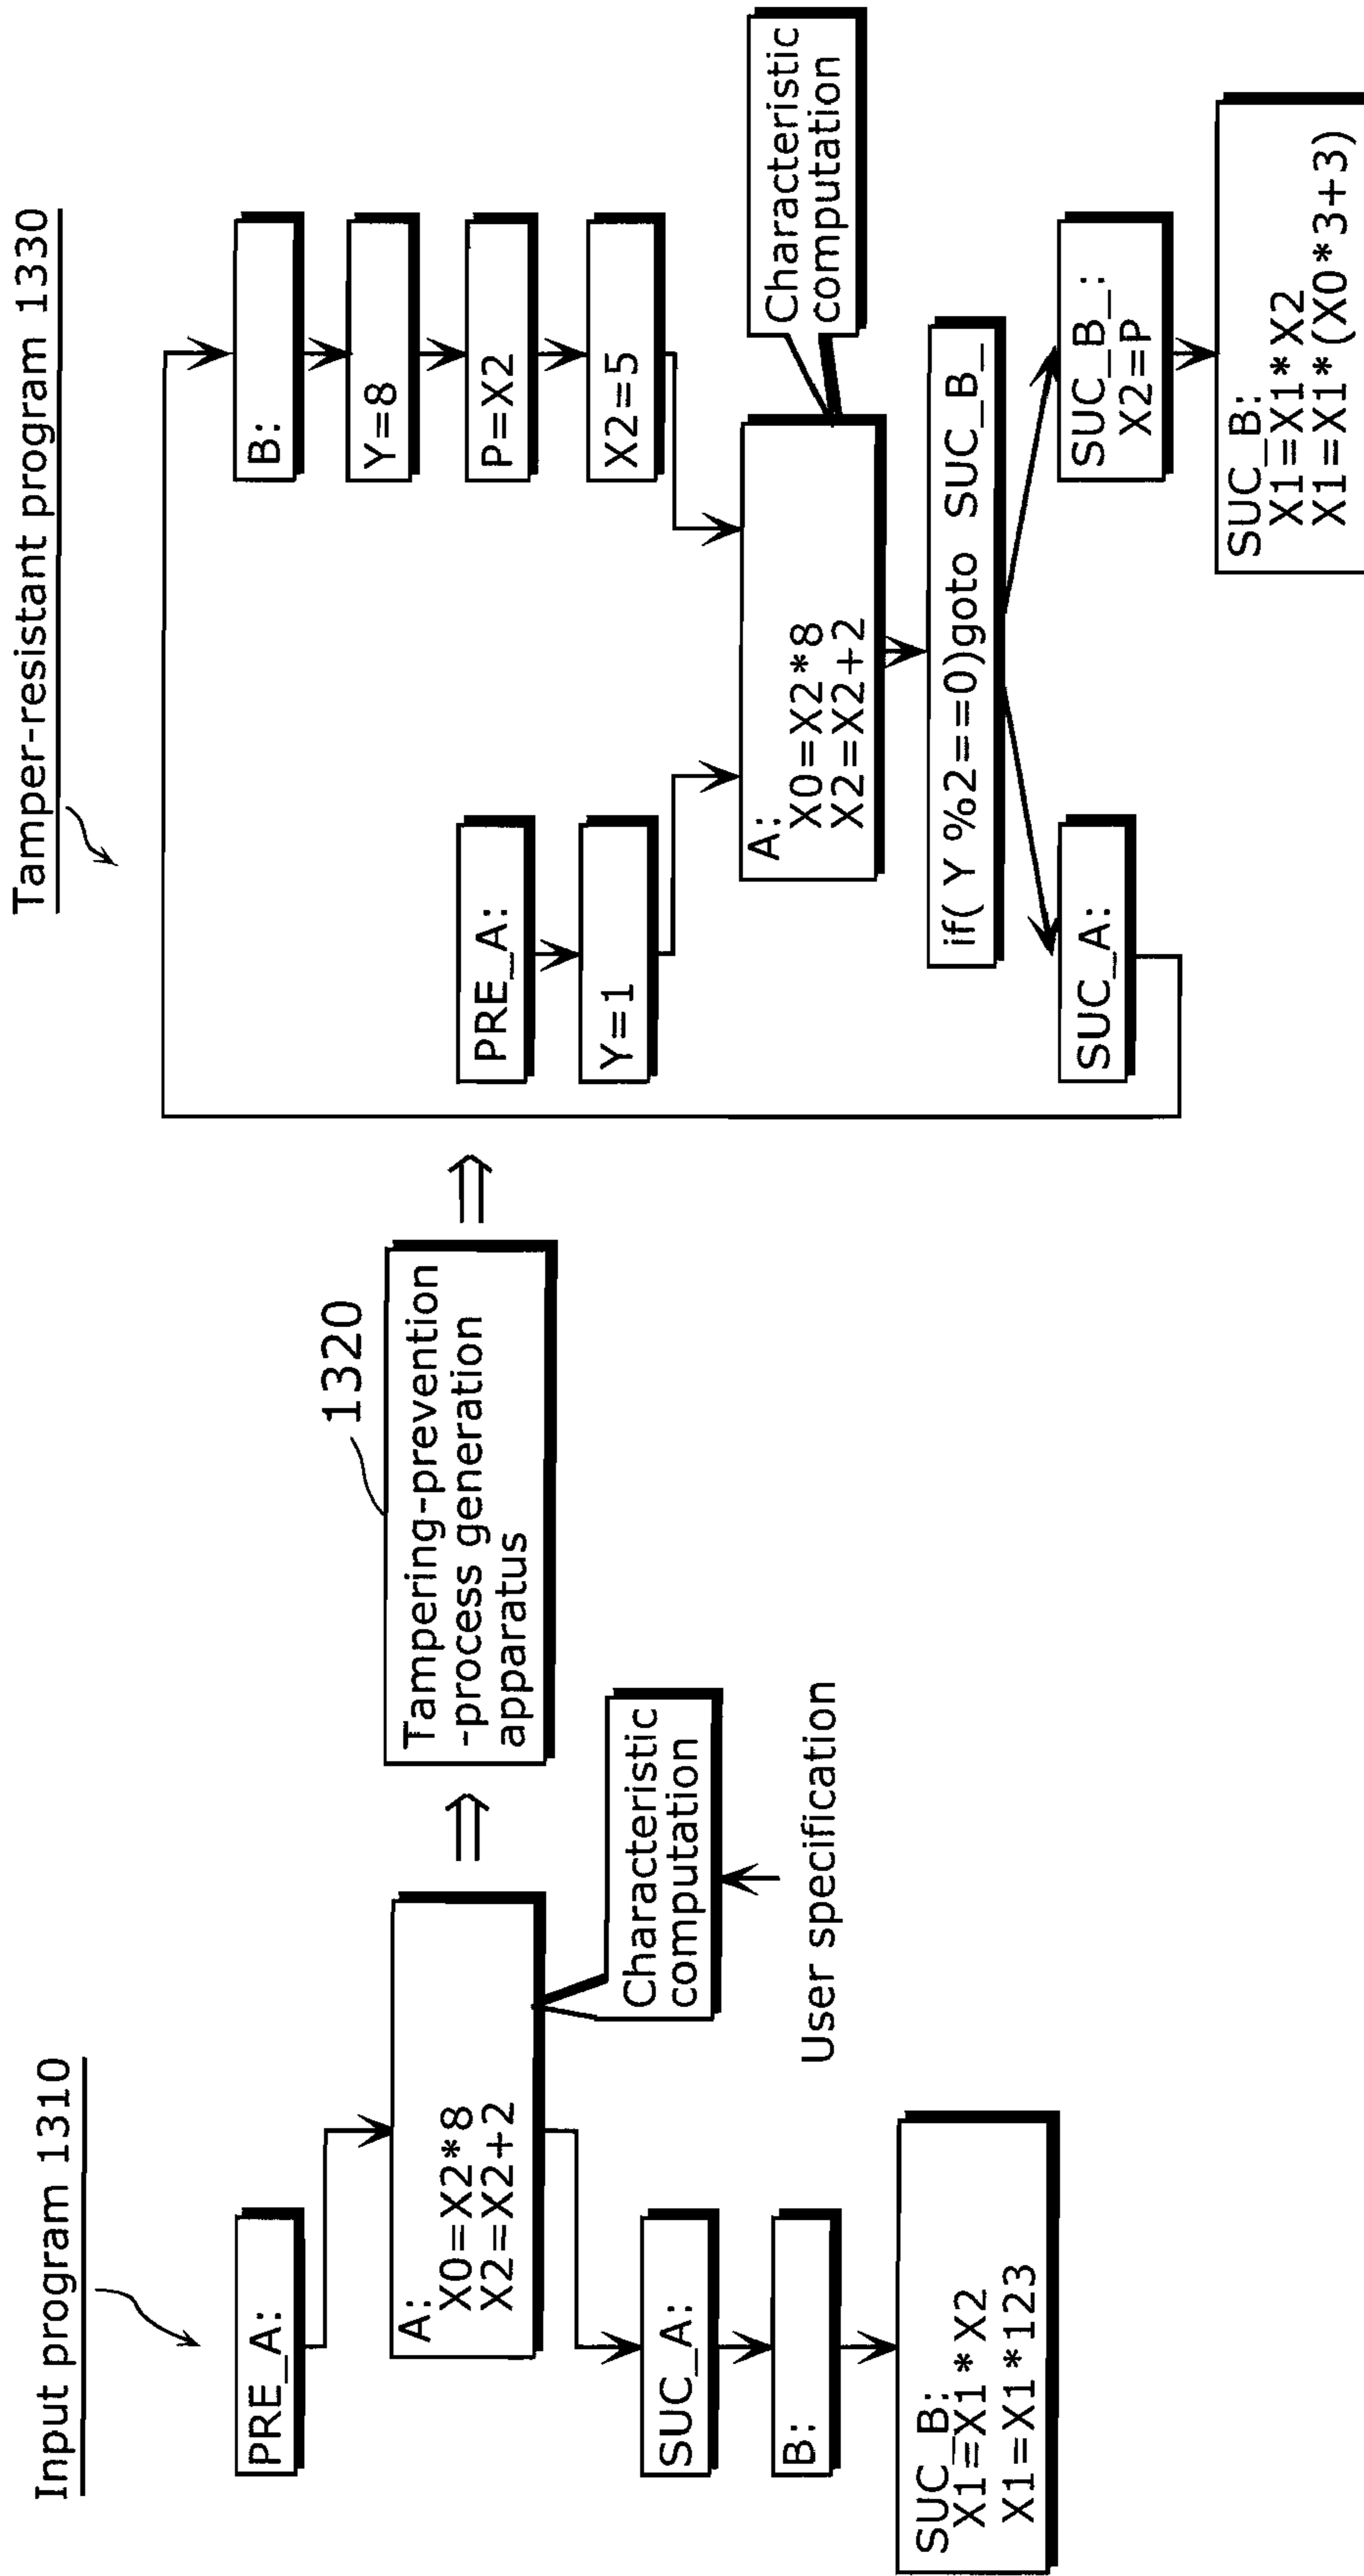 Input program 1310
PRE_A:
A:
X0=X2*8
X2=X2+2
SUC_A:
B:
SUC_B:
X1=X1*X2
X1=X1*123
Characteristic
computation
User specification
1320
Tampering-prevention
-process generation
apparatus
Tamper-resistant program 1330
PRE_A:
Y=1
B:
Y=8
P=X2
X2=5
A:
X0=X2*8
X2=X2+2
Characteristic
computation
if( Y %2==0)goto SUC_B_
SUC_A:
SUC_B_:
X2=P
SUC_B:
X1=X1*X2
X1=X1*(X0*3+3)